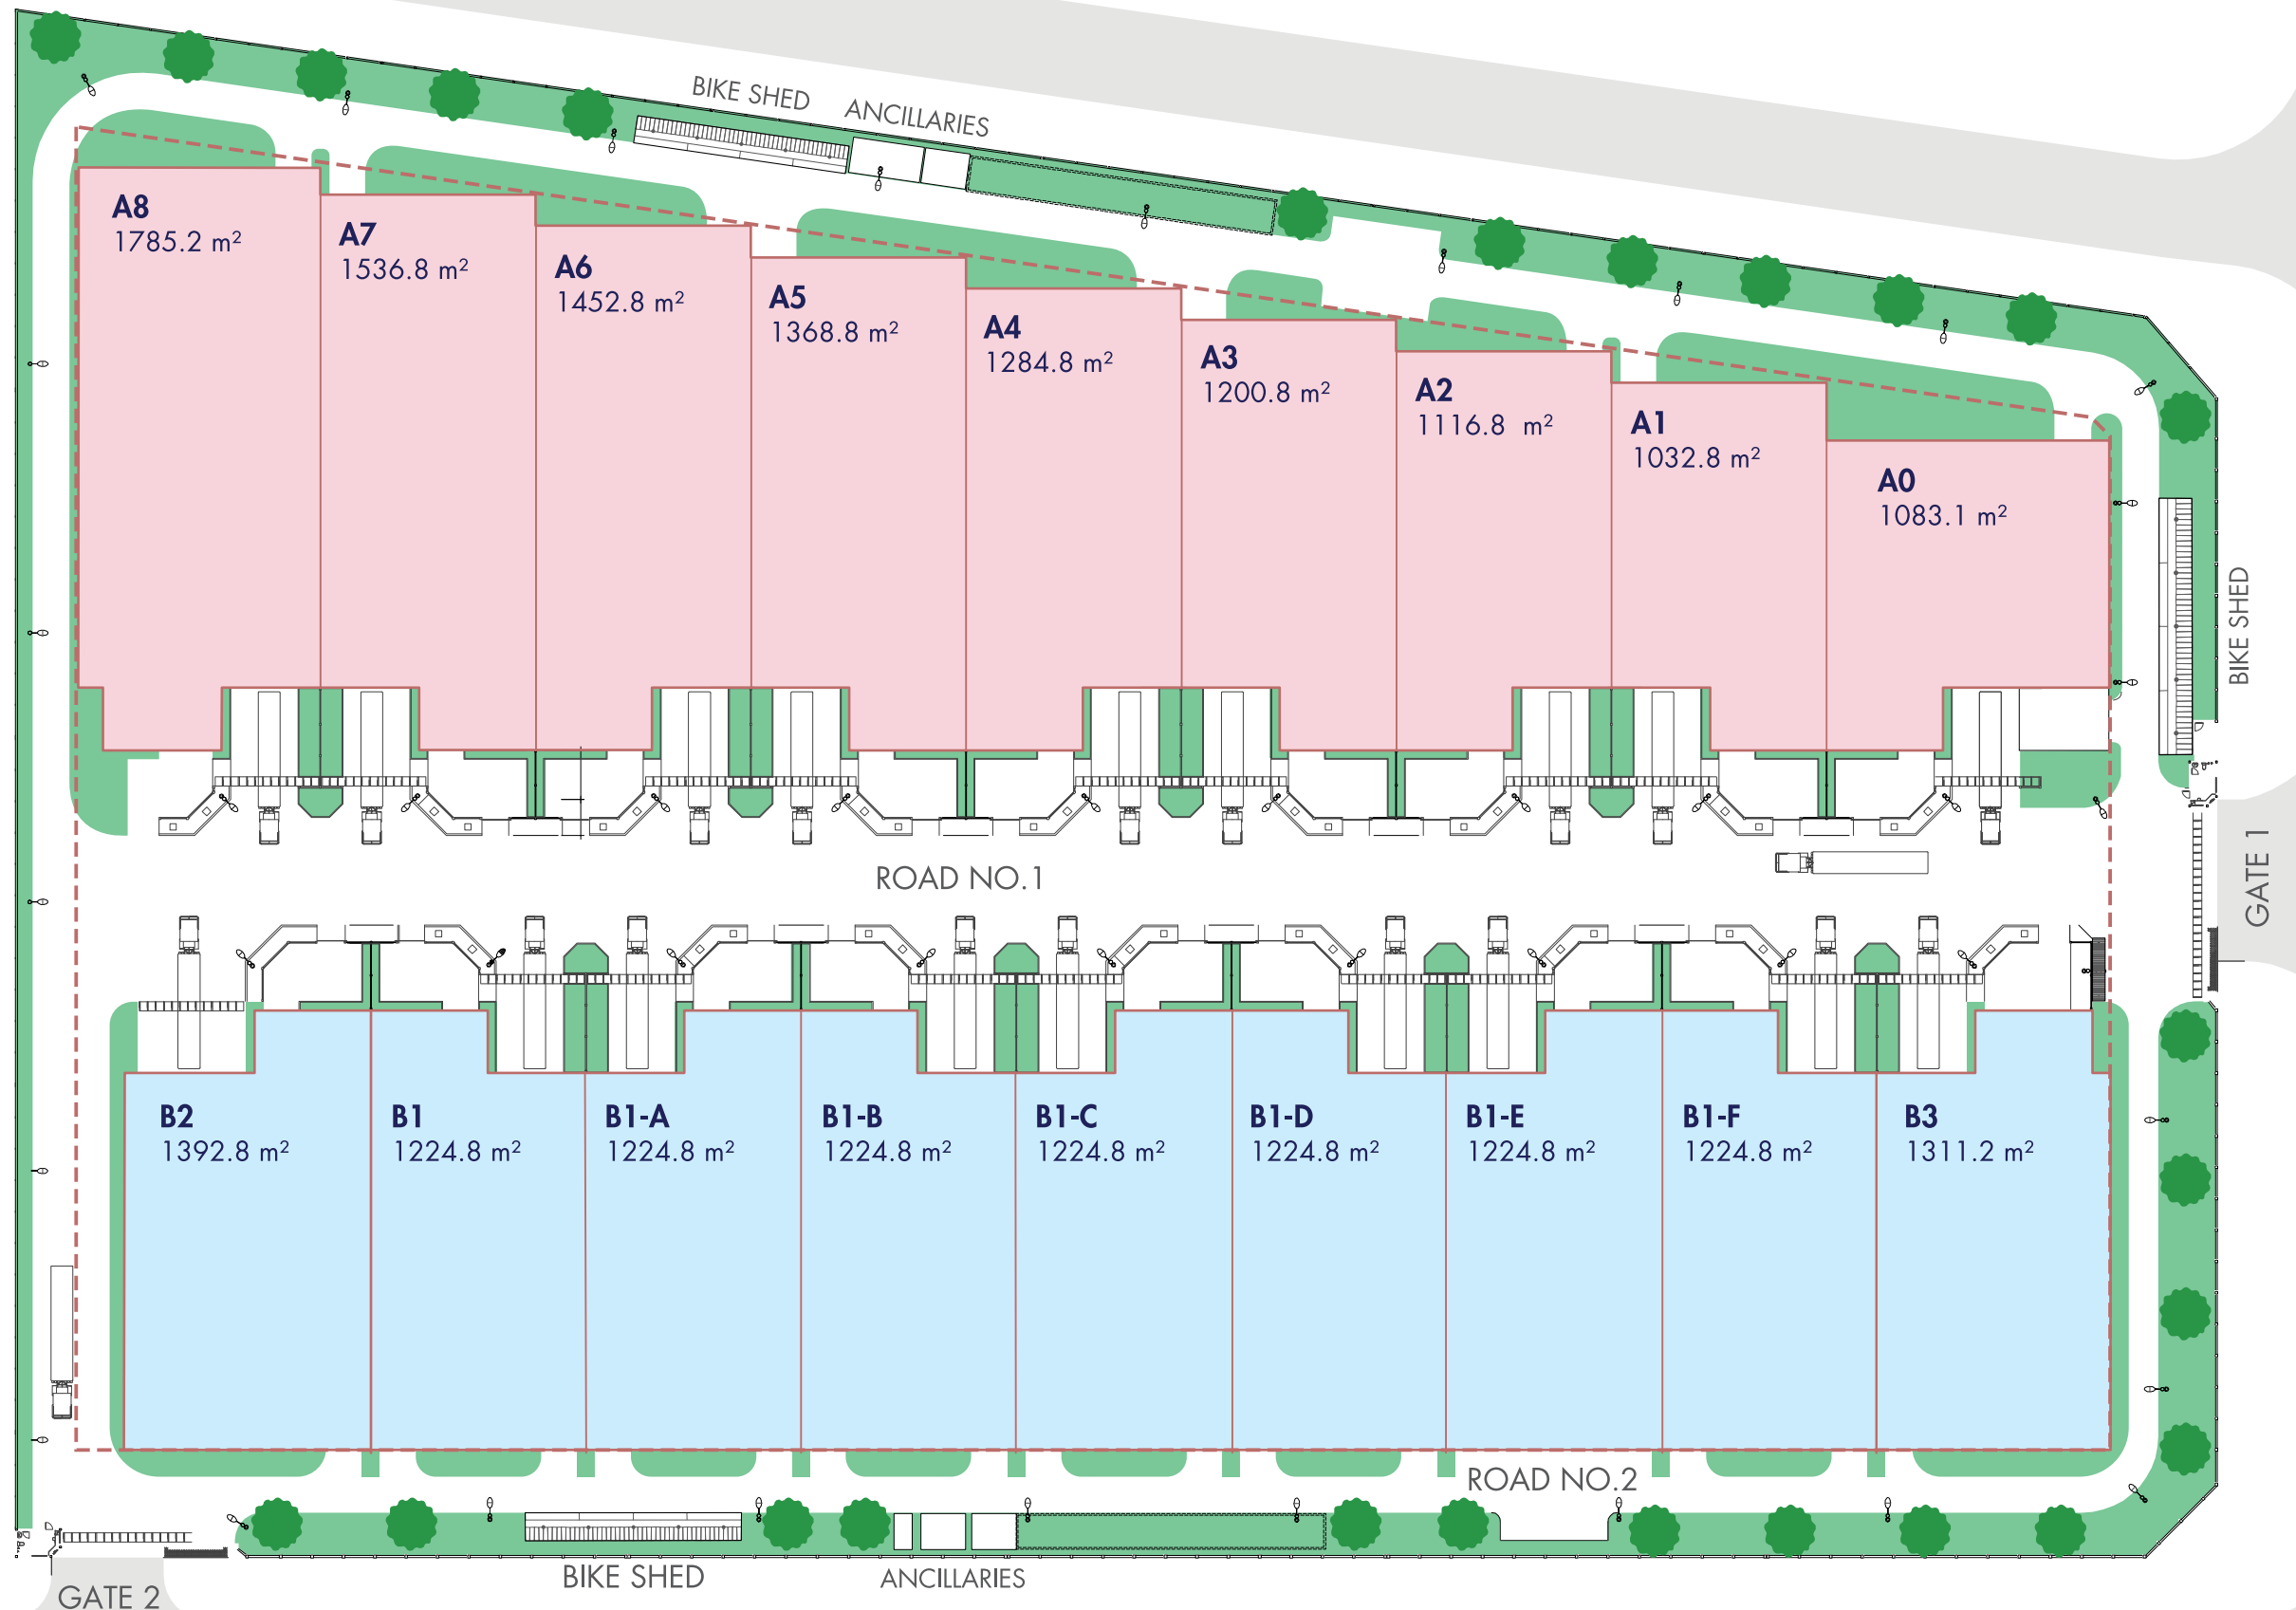 BIKE SHED
ANCILLARIES
A8
1785.2 m²
A7
1536.8 m²
A6
1452.8 m²
A5
1368.8 m²
A4
1284.8 m²
A3
1200.8 m²
A2
1116.8 m²
A1
1032.8 m²
A0
1083.1 m²
BIKE SHED
ROAD NO.1
GATE 1
B2
1392.8 m²
B1
1224.8 m²
B1-A
1224.8 m²
B1-B
1224.8 m²
B1-C
1224.8 m²
B1-D
1224.8 m²
B1-E
1224.8 m²
B1-F
1224.8 m²
B3
1311.2 m²
ROAD NO.2
BIKE SHED
ANCILLARIES
GATE 2